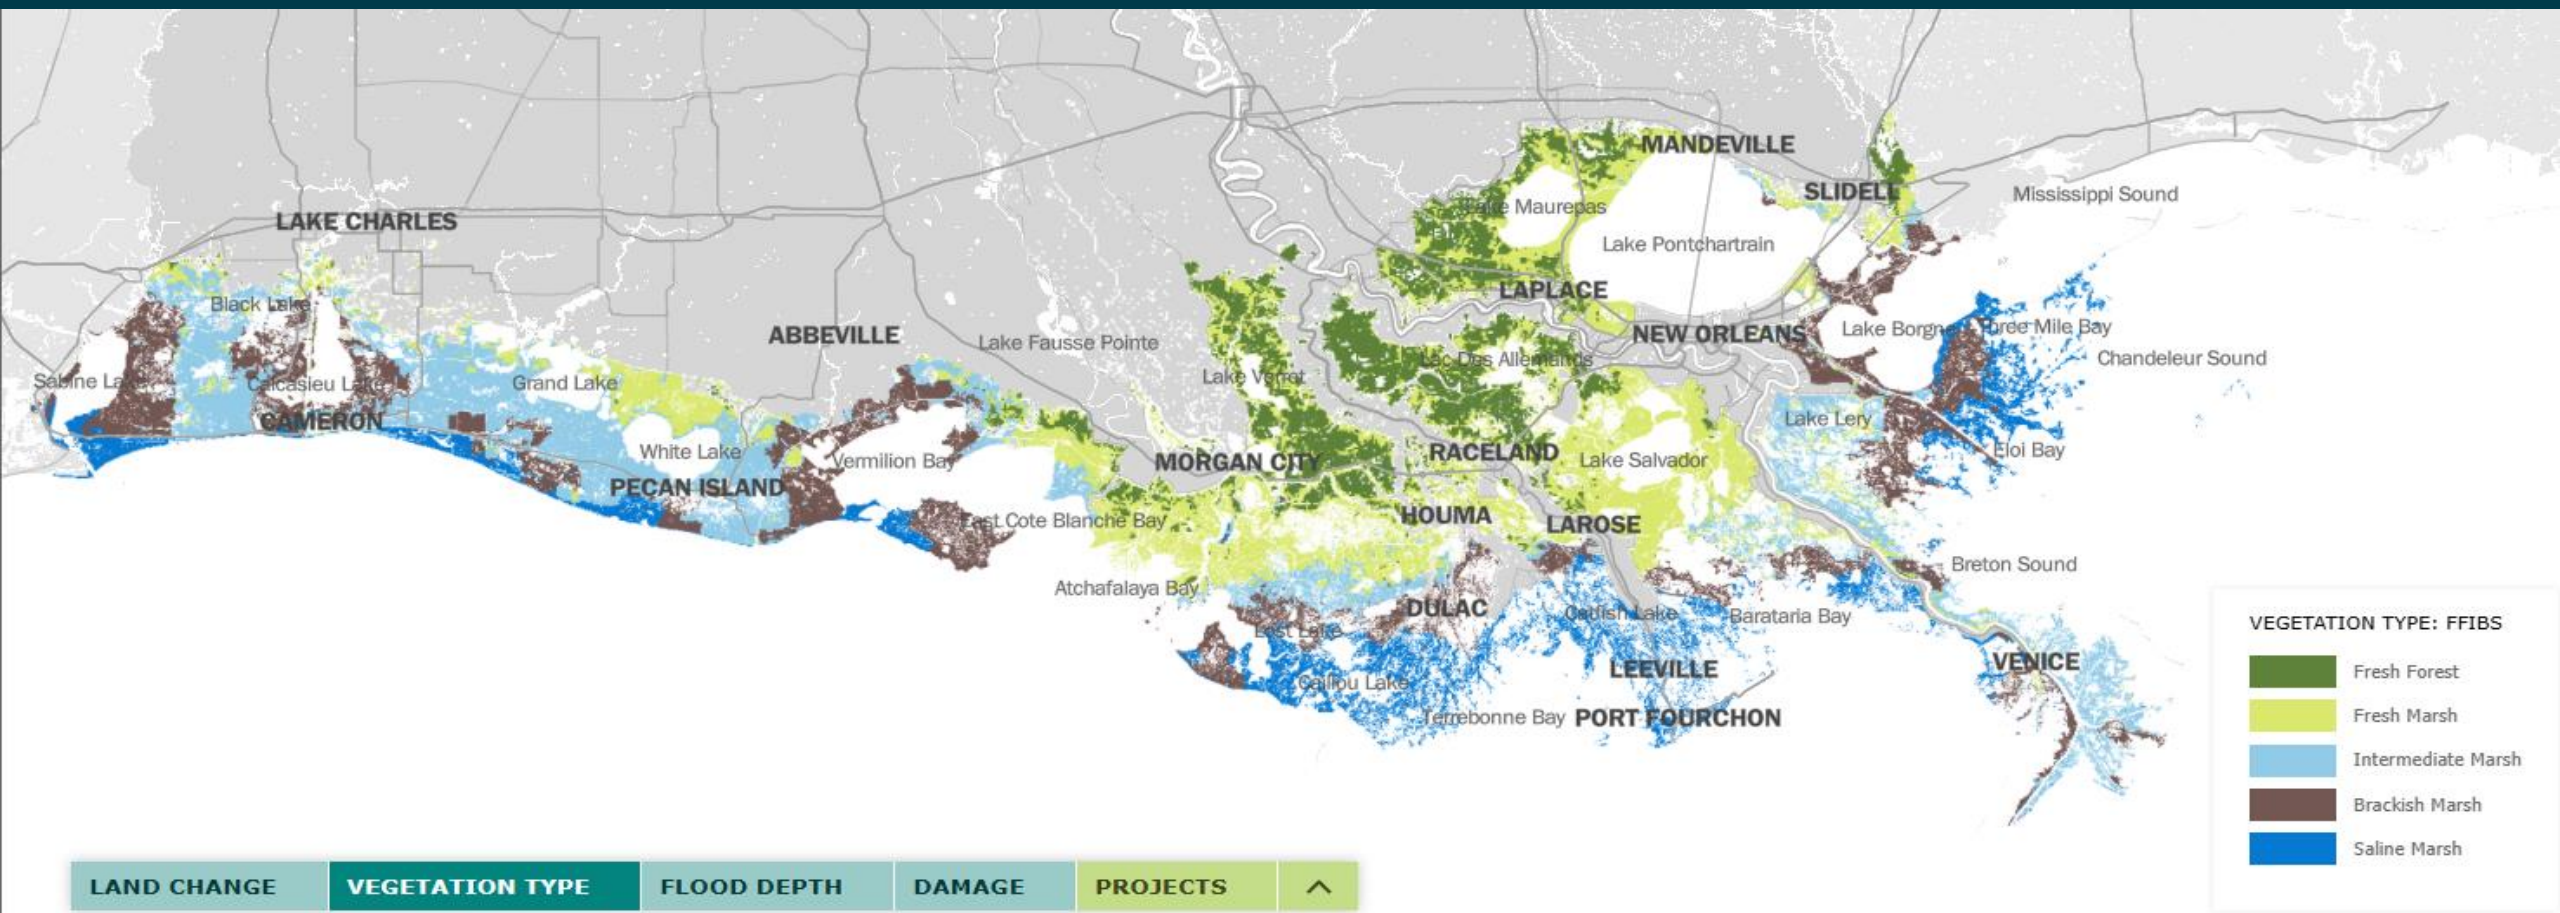 MANDEVILLE
SLIDELL
Mississippi Sound
Lake Maurepas
LAKE CHARLES
Lake Pontchartrain
LAPLACE
Black Lake
ABBEVILLE
Lake Fausse Pointe
NEW ORLEANS
Lake Borgne
Three Mile Bay
Chandeleur Sound
Lac Des Allemands
Sabine Lake
Calcasieu Lake
Grand Lake
Lake Verret
CAMERON
Lake Lery
White Lake
Vermilion Bay
MORGAN CITY
RACELAND
Lake Salvador
Eloi Bay
PECAN ISLAND
East Cote Blanche Bay
HOUMA
LAROSE
Breton Sound
Atchafalaya Bay
DULAC
Catfish Lake
Barataria Bay
Lost Lake
VENICE
LEEVILLE
Caillou Lake
Terrebonne Bay
PORT FOURCHON
VEGETATION TYPE: FFIBS
Fresh Forest
Fresh Marsh
Intermediate Marsh
Brackish Marsh
Saline Marsh
LAND CHANGE
VEGETATION TYPE
FLOOD DEPTH
DAMAGE
PROJECTS